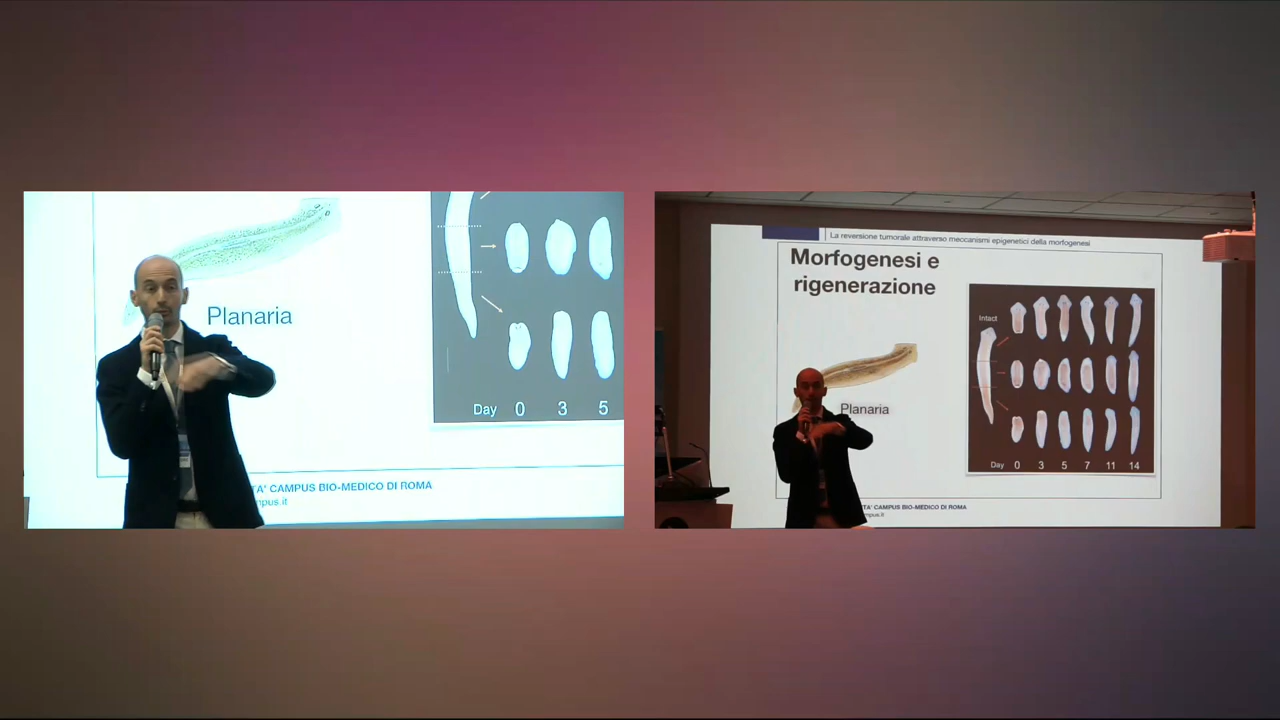 Planaria
Day 0 3 5
TA' CAMPUS BIO-MEDICO DI ROMA
mpus.it
La reversione tumorale attraverso meccanismi epigenetici della morfogenesi
Morfogenesi e
rigenerazione
Intact
Planaria
Day 0 3 5 7 11 14
TA' CAMPUS BIO-MEDICO DI ROMA
mpus.it